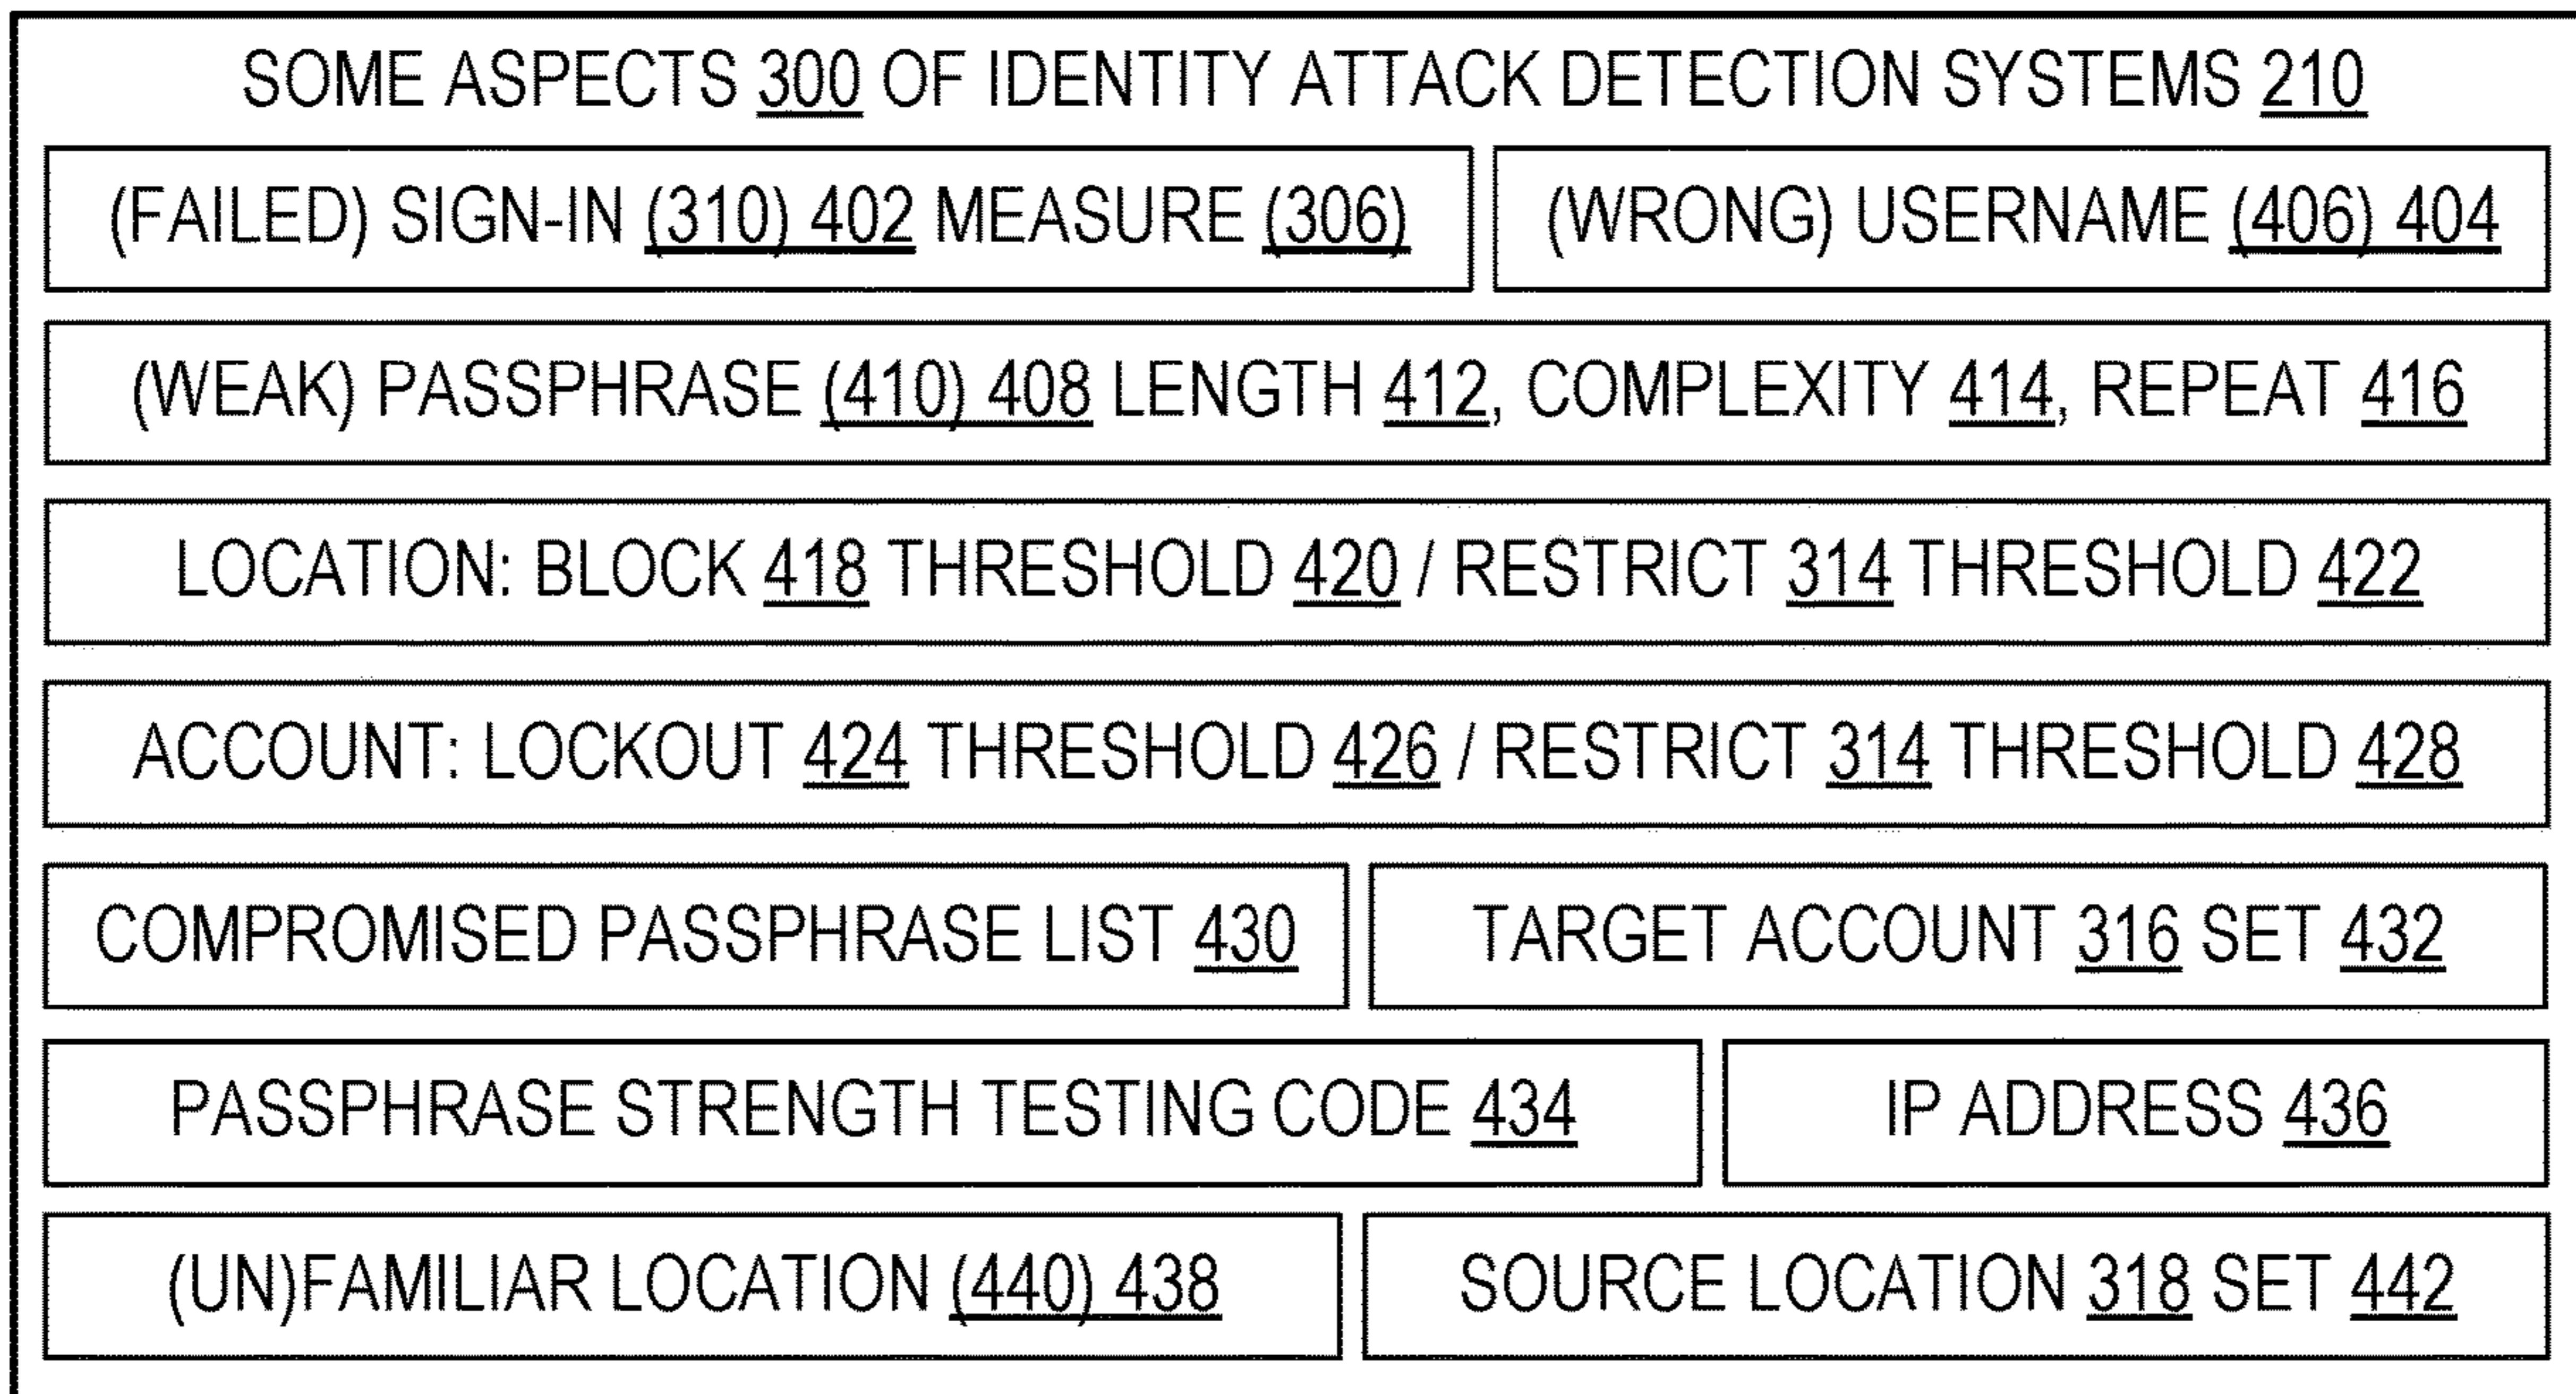 SOME ASPECTS 300 OF IDENTITY ATTACK DETECTION SYSTEMS 210
(FAILED) SIGN-IN (310) 402 MEASURE (306)
(WRONG) USERNAME (406) 404
(WEAK) PASSPHRASE (410) 408 LENGTH 412, COMPLEXITY 414, REPEAT 416
LOCATION: BLOCK 418 THRESHOLD 420 / RESTRICT 314 THRESHOLD 422
ACCOUNT: LOCKOUT 424 THRESHOLD 426 / RESTRICT 314 THRESHOLD 428
COMPROMISED PASSPHRASE LIST 430
TARGET ACCOUNT 316 SET 432
PASSPHRASE STRENGTH TESTING CODE 434
IP ADDRESS 436
(UN)FAMILIAR LOCATION (440) 438
SOURCE LOCATION 318 SET 442